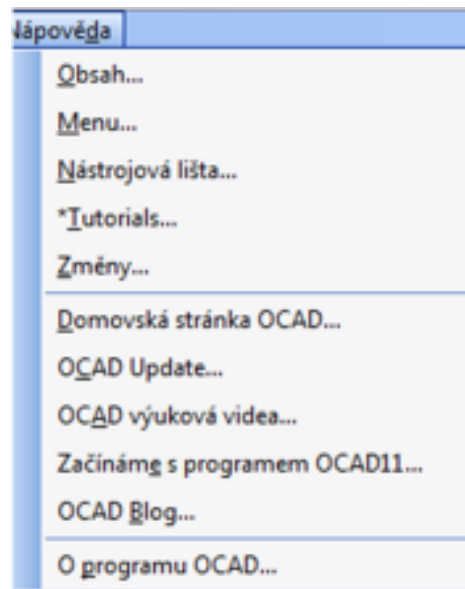 Nápověda
Obsah...
Menu...
Nástrojová lišta...
*Tutorials...
Změny...
Domovská stránka OCAD...
OCAD Update...
OCAD výuková videa...
Začínáme s programem OCAD11...
OCAD Blog...
O programu OCAD...